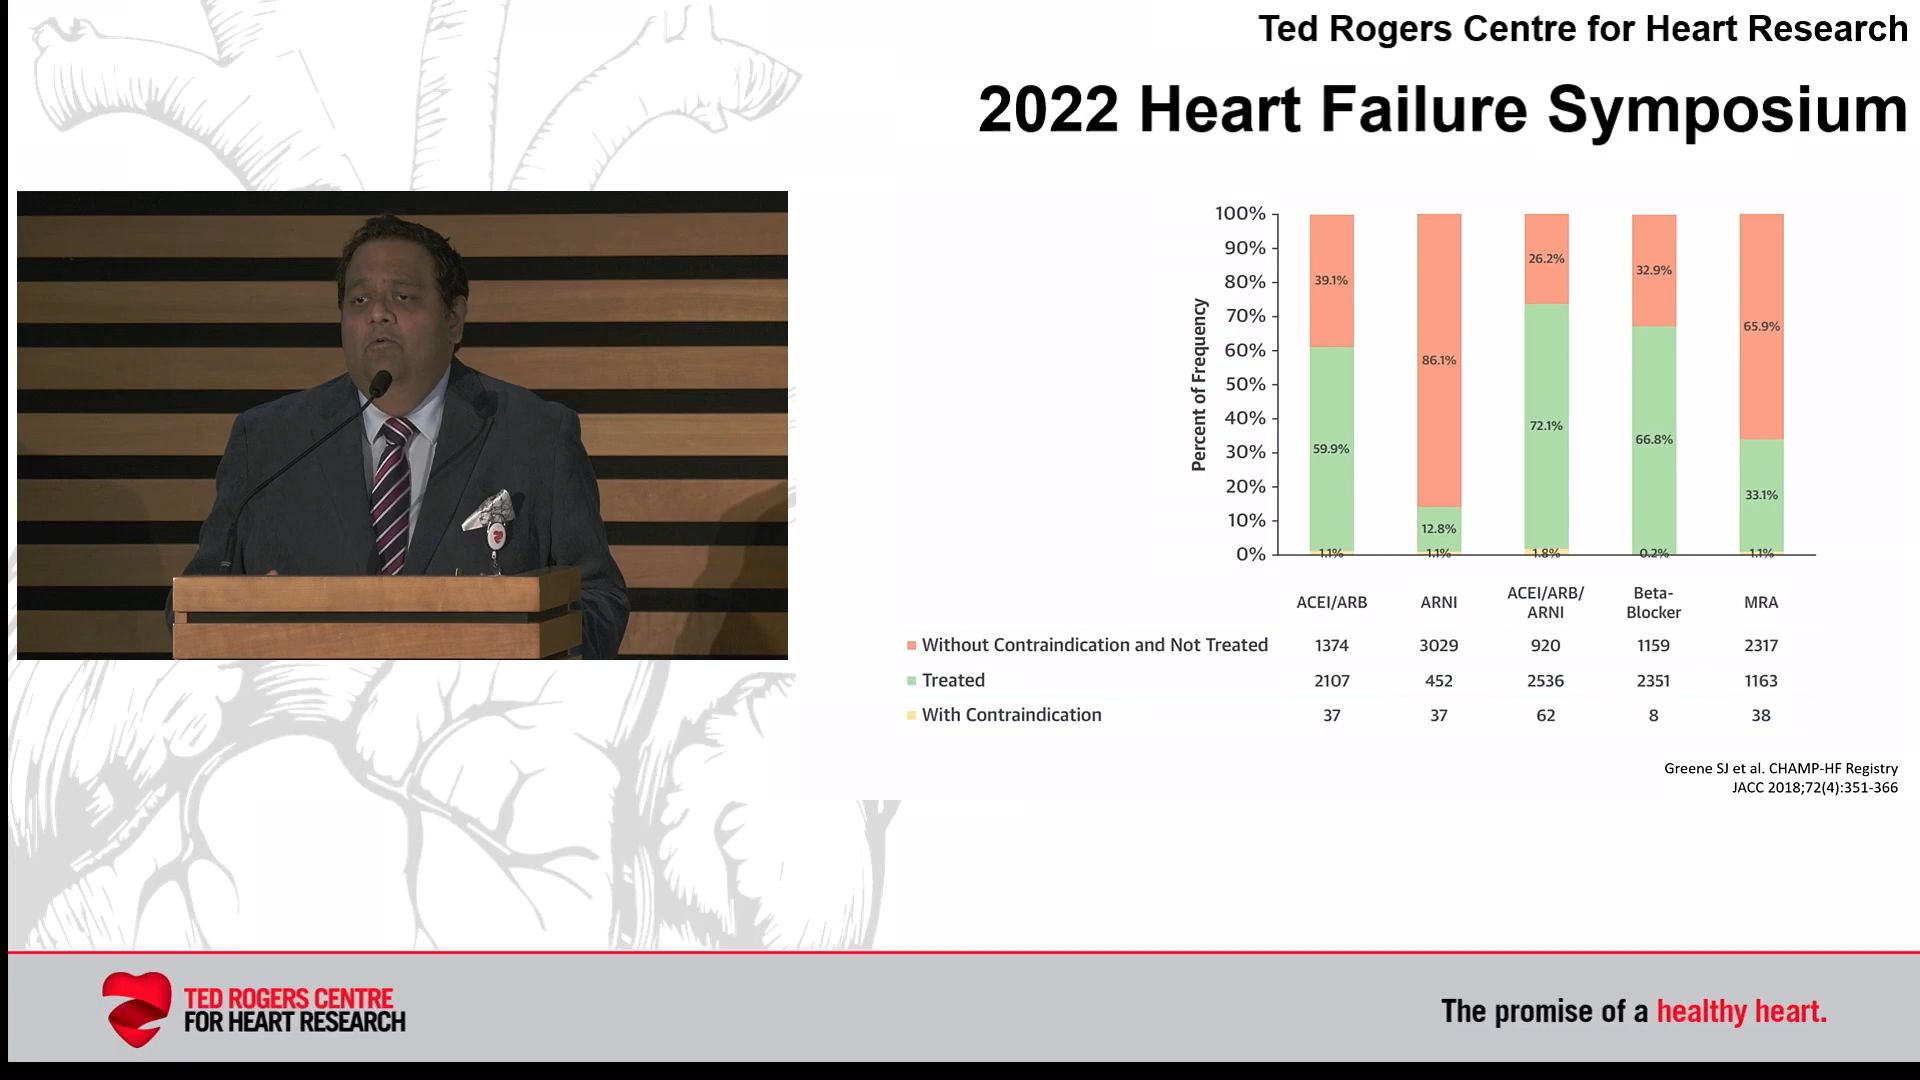 Ted Rogers Centre for Heart Research
2022 Heart Failure Symposium
100%
90%
80%
70%
60%
50%
40%
30%
20%
10%
0%
Percent of Frequency
39.1%
59.9%
1.1%
86.1%
12.8%
1.1%
26.2%
72.1%
1.8%
32.9%
66.8%
0.2%
65.9%
33.1%
1.1%
ACEI/ARB ARNI ACEI/ARB/
ARNI Beta-
Blocker MRA
Without Contraindication and Not Treated 1374 3029 920 1159 2317
Treated 2107 452 2536 2351 1163
With Contraindication 37 37 62 8 38
Greene SJ et al. CHAMP-HF Registry
JACC 2018;72(4):351-366
TED ROGERS CENTRE
FOR HEART RESEARCH
The promise of a healthy heart.